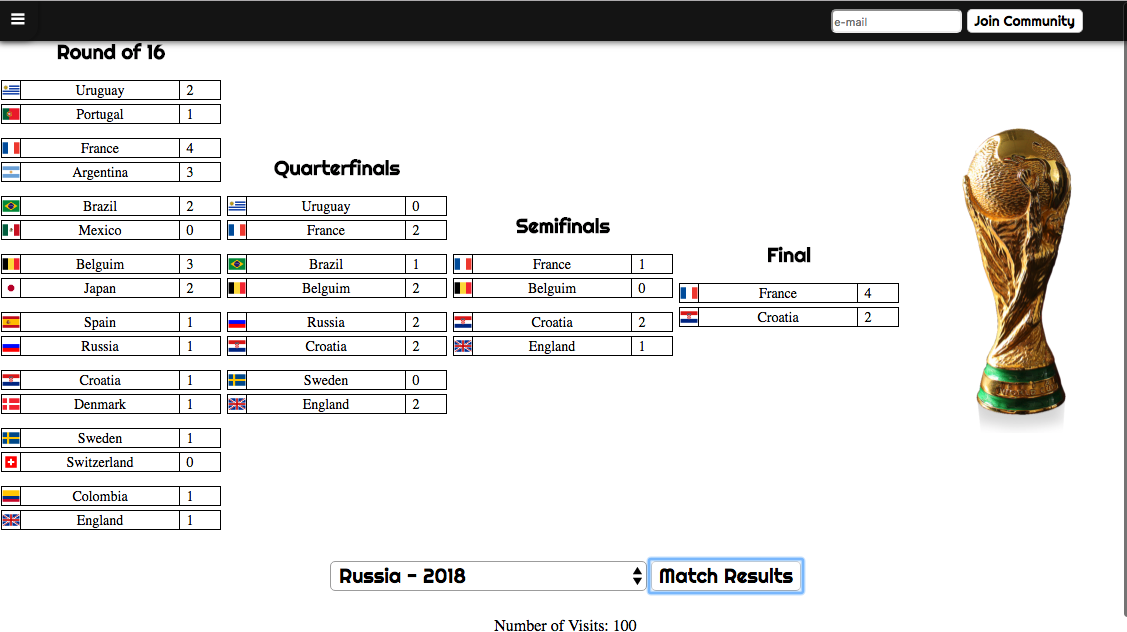 e-mail Join Community
Round of 16
Uruguay 2
Portugal 1
France 4
Argentina 3
Brazil 2
Mexico 0
Belguim 3
Japan 2
Spain 1
Russia 1
Croatia 1
Denmark 1
Sweden 1
Switzerland 0
Colombia 1
England 1
Quarterfinals
Uruguay 0
France 2
Brazil 1
Belguim 2
Russia 2
Croatia 2
Sweden 0
England 2
Semifinals
France 1
Belguim 0
Croatia 2
England 1
Final
France 4
Croatia 2
Russia - 2018 Match Results
Number of Visits: 100